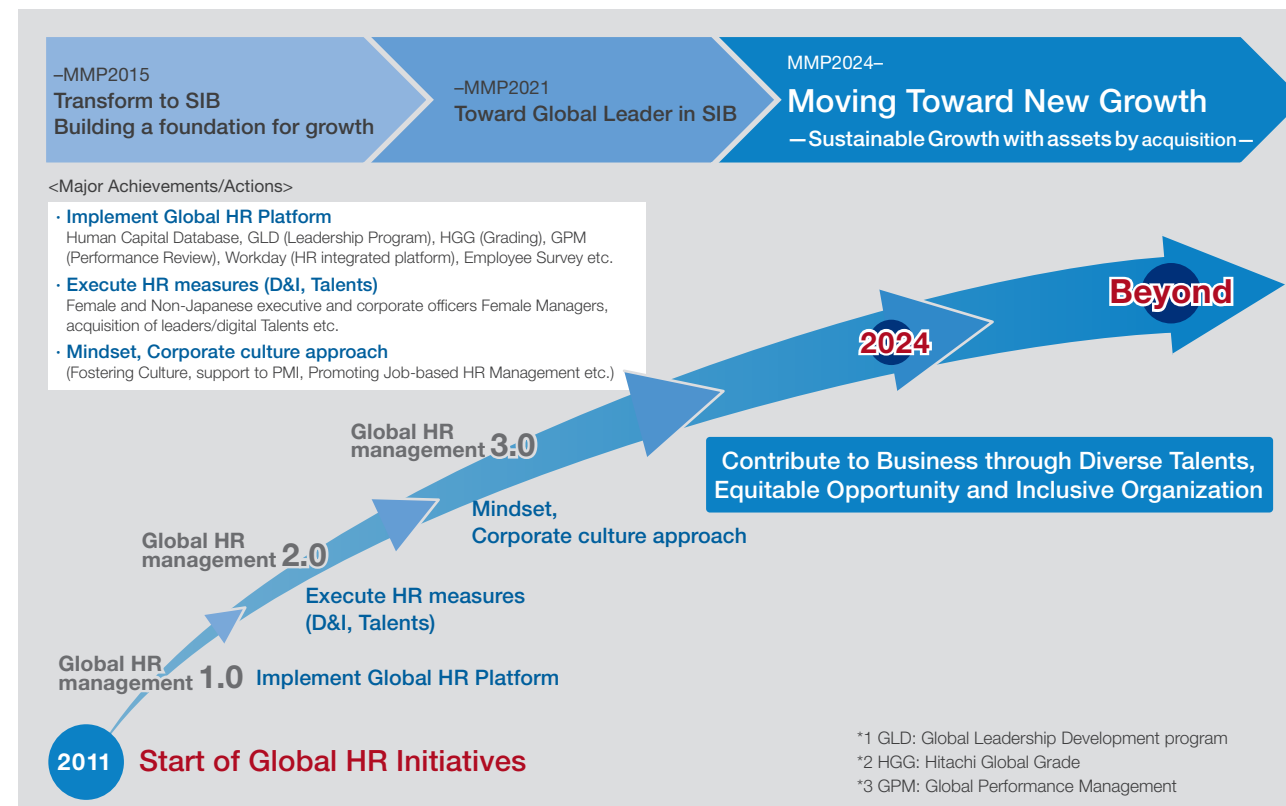 –MMP2015
Transform to SIB
Building a foundation for growth
–MMP2021
Toward Global Leader in SIB
MMP2024–
Moving Toward New Growth
—Sustainable Growth with assets by acquisition—
<Major Achievements/Actions>
· Implement Global HR Platform
Human Capital Database, GLD (Leadership Program), HGG (Grading), GPM
(Performance Review), Workday (HR integrated platform), Employee Survey etc.
· Execute HR measures (D&I, Talents)
Female and Non-Japanese executive and corporate officers Female Managers,
acquisition of leaders/digital Talents etc.
· Mindset, Corporate culture approach
(Fostering Culture, support to PMI, Promoting Job-based HR Management etc.)
Beyond
2024
Global HR
management 3.0
Contribute to Business through Diverse Talents,
Equitable Opportunity and Inclusive Organization
Mindset,
Corporate culture approach
Global HR
management 2.0
Execute HR measures
(D&I, Talents)
Global HR
management 1.0
Implement Global HR Platform
2011
Start of Global HR Initiatives
*1 GLD: Global Leadership Development program
*2 HGG: Hitachi Global Grade
*3 GPM: Global Performance Management